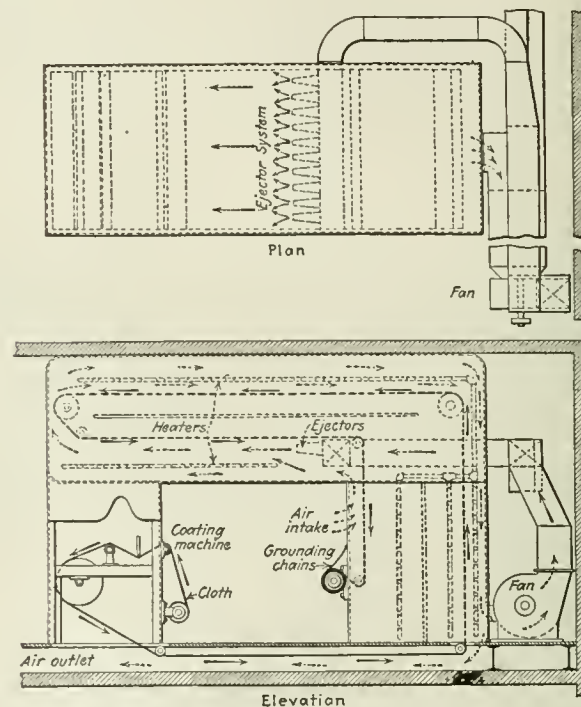 Ejector System
Plan
Fan
Heaters
Ejectors
Air
intake
Coating
machine
Grounding
chains
Cloth
Fan
Air outlet
Elevation